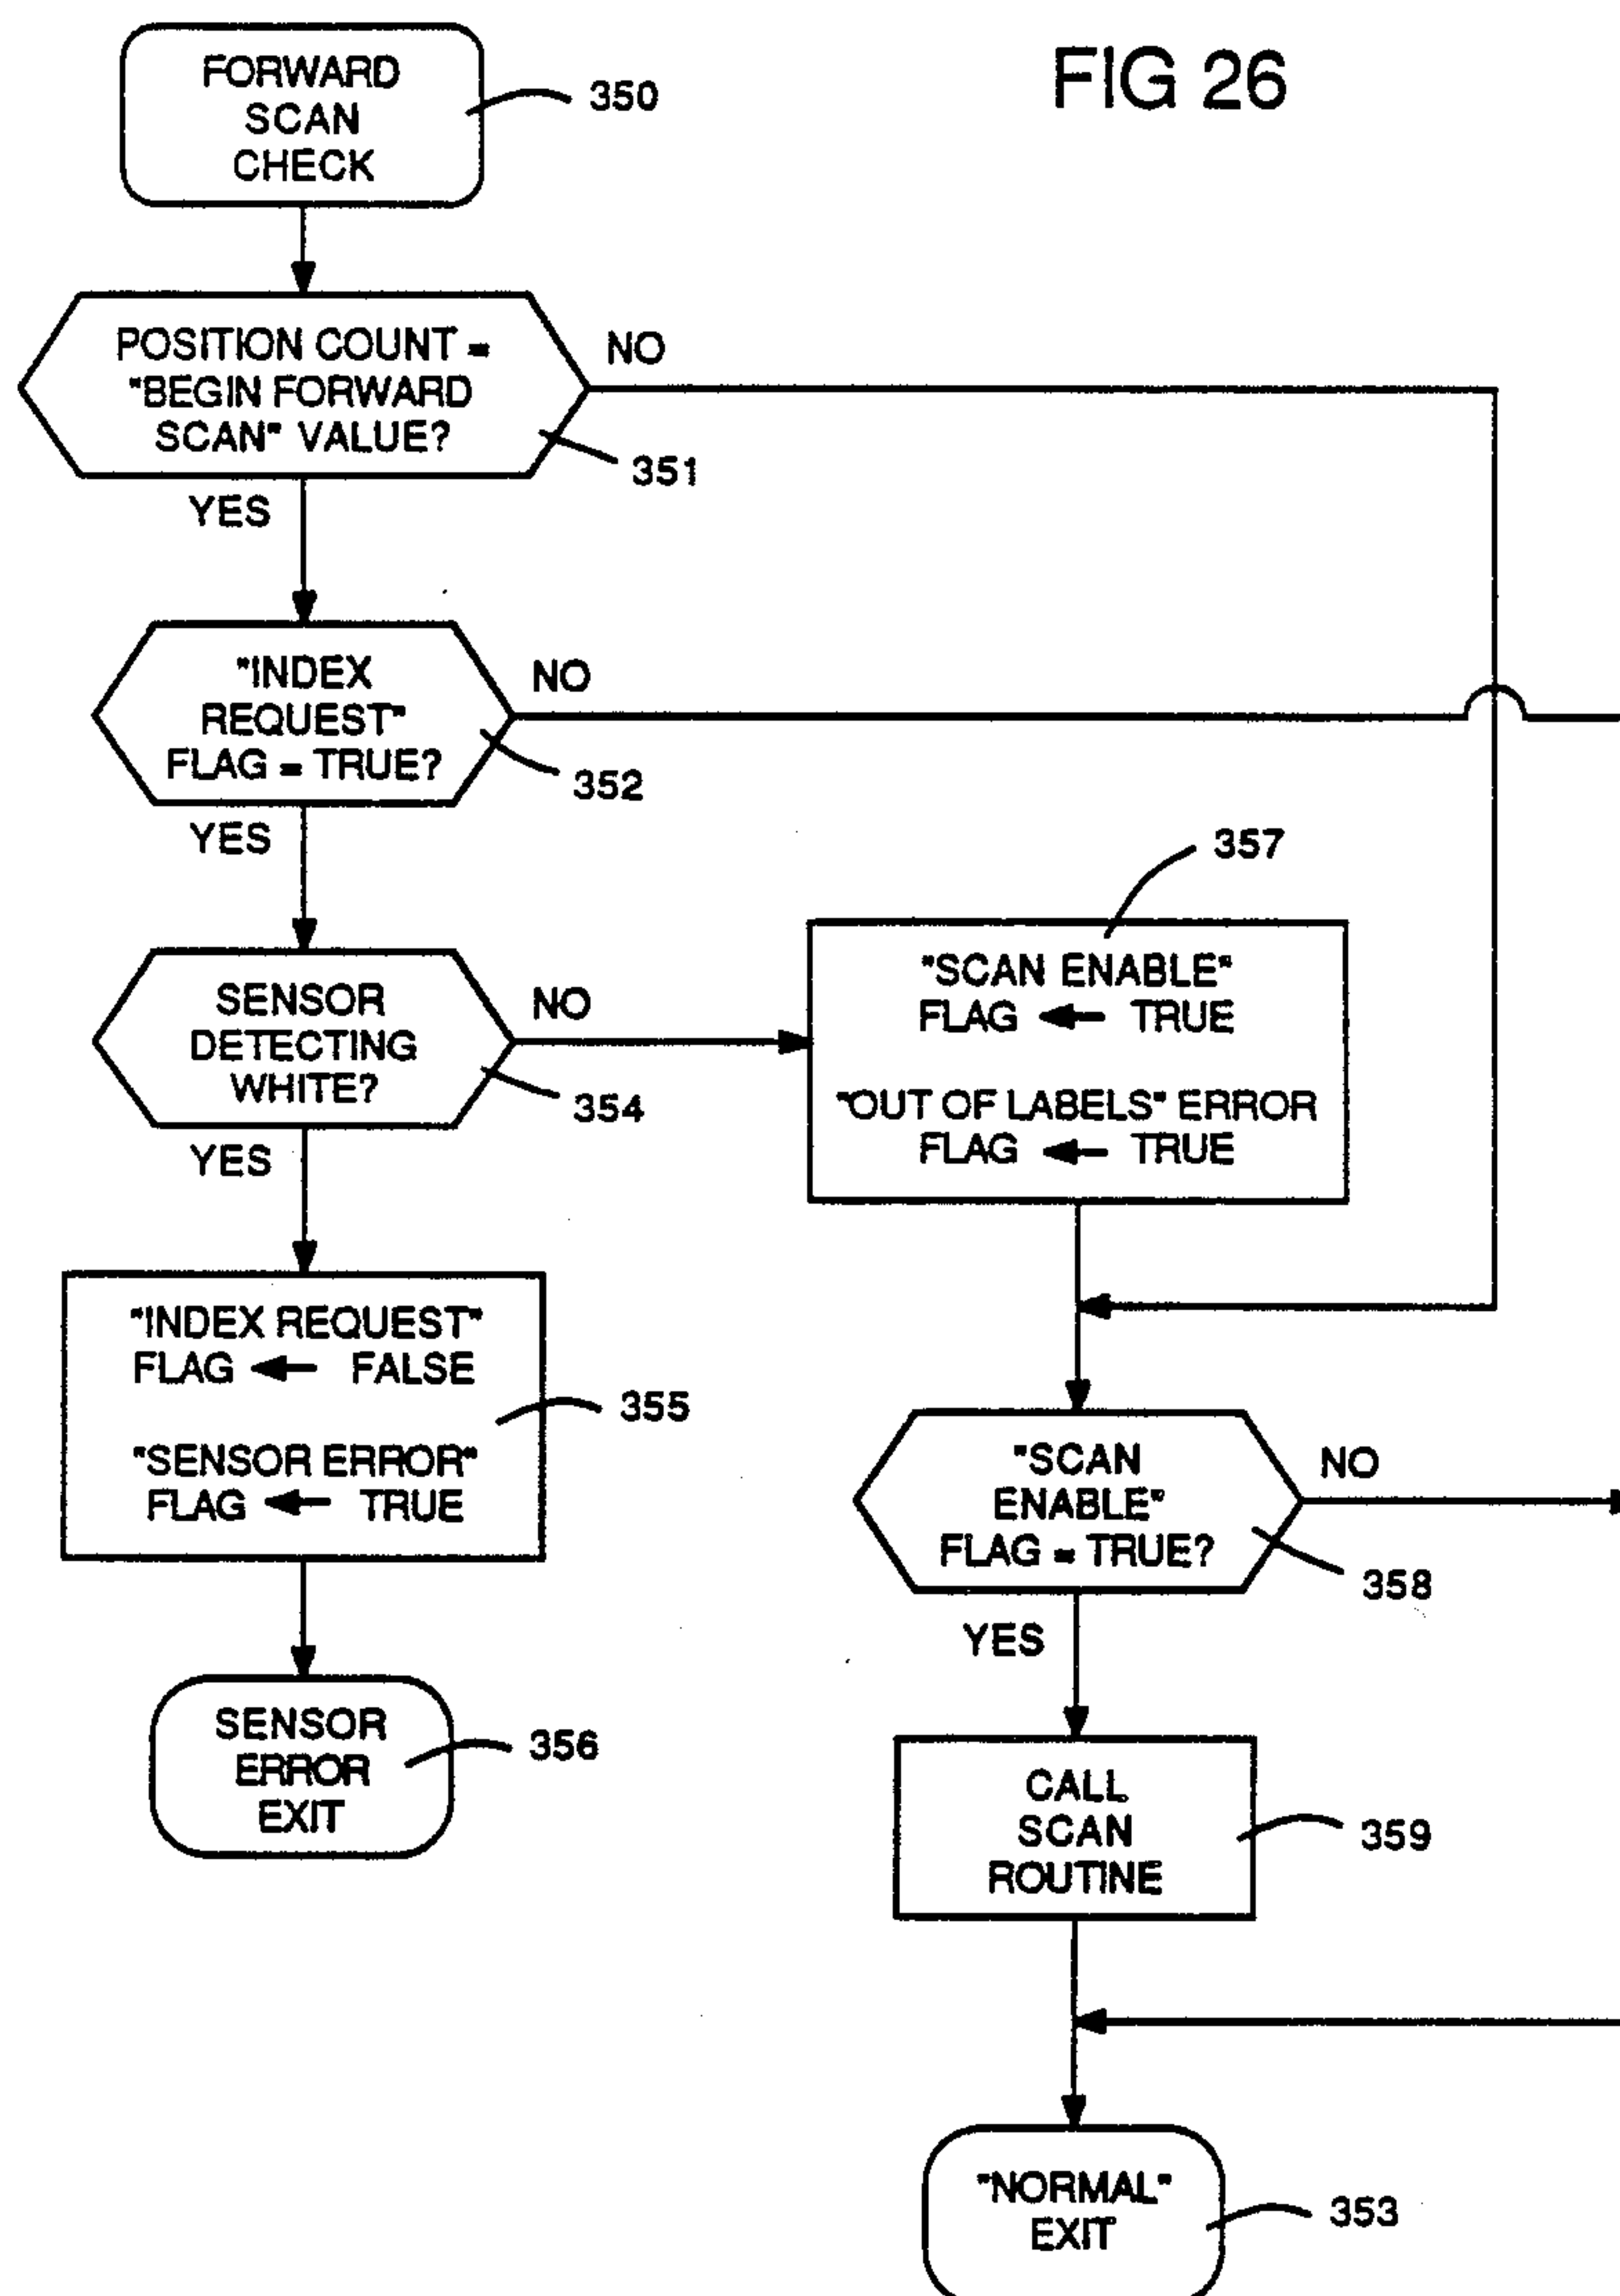 FIG 26
FORWARD
SCAN
CHECK
350
POSITION COUNT =
"BEGIN FORWARD
SCAN" VALUE?
NO
351
YES
"INDEX
REQUEST"
FLAG = TRUE?
NO
352
YES
SENSOR
DETECTING
WHITE?
NO
354
YES
357
"SCAN ENABLE"
FLAG ← TRUE
"OUT OF LABELS" ERROR
FLAG ← TRUE
"INDEX REQUEST"
FLAG ← FALSE
"SENSOR ERROR"
FLAG ← TRUE
355
SENSOR
ERROR
EXIT
356
"SCAN
ENABLE"
FLAG = TRUE?
NO
358
YES
CALL
SCAN
ROUTINE
359
"NORMAL"
EXIT
353